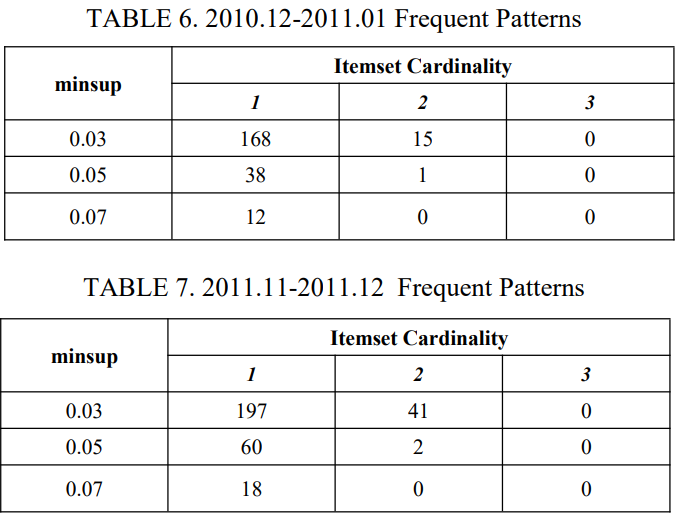 TABLE 6. 2010.12-2011.01 Frequent Patterns
minsup Itemset Cardinality
1 2 3
0.03 168 15 0
0.05 38 1 0
0.07 12 0 0
TABLE 7. 2011.11-2011.12 Frequent Patterns
minsup Itemset Cardinality
1 2 3
0.03 197 41 0
0.05 60 2 0
0.07 18 0 0